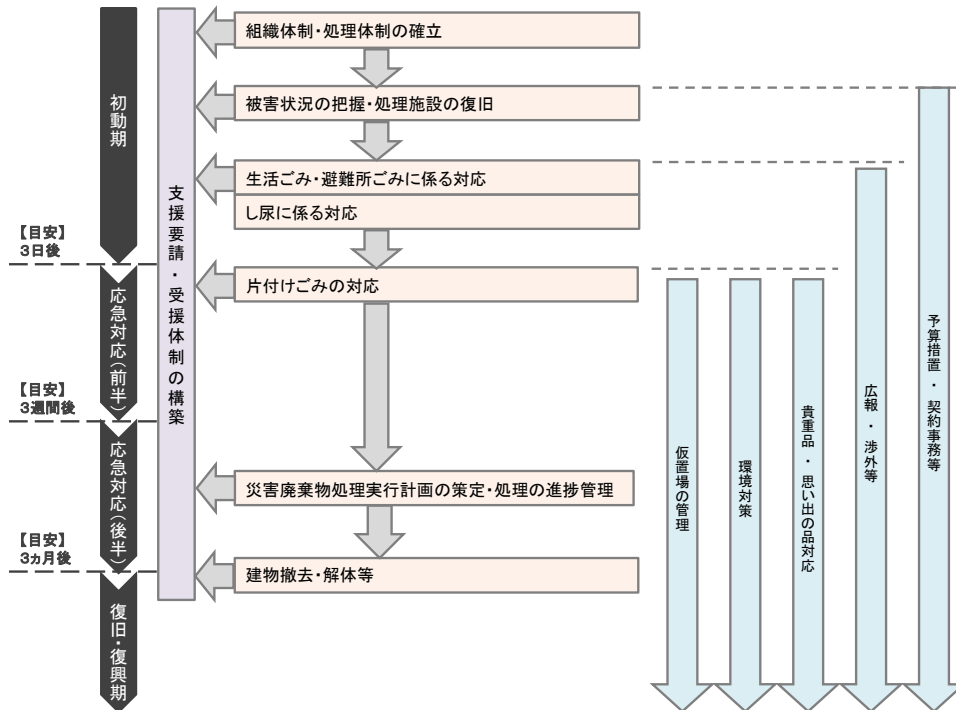 初動期
【目安】
3日後
応急対応（前半）
【目安】
3週間後
応急対応（後半）
【目安】
3ヵ月後
復旧・復興期
支援要請・受援体制の構築
組織体制・処理体制の確立
被害状況の把握・処理施設の復旧
生活ごみ・避難所ごみに係る対応
し尿に係る対応
片付けごみの対応
災害廃棄物処理実行計画の策定・処理の進捗管理
建物撤去・解体等
仮置場の管理
環境対策
貴重品・思い出の品対応
広報・渉外等
予算措置・契約事務等